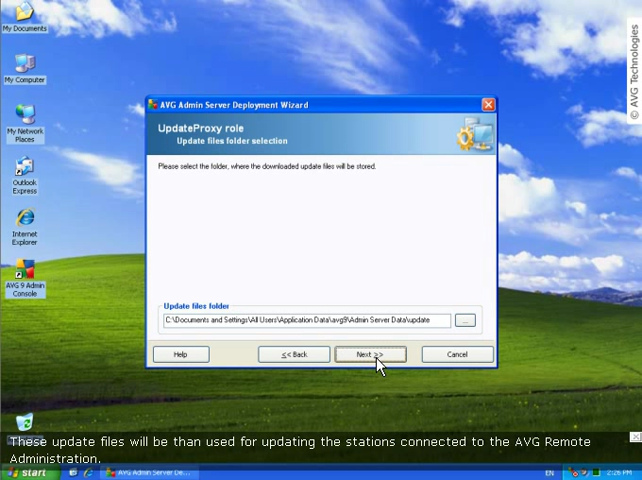 My Documents
My Computer
My Network
Places
Outlook
Express
Internet
Explorer
AVG 9 Admin
Console
© AVG Technologies
AVG Admin Server Deployment Wizard
UpdateProxy role
Update files folder selection
Please select the folder, where the downloaded update files will be stored.
Update files folder
C:\Documents and Settings\All Users\Application Data\avg9\Admin Server Data\update
...
Help
<< Back
Next >>
Cancel
These update files will be than used for updating the stations connected to the AVG Remote
Administration.
start
AVG Admin Server De...
EN
2:26 PM